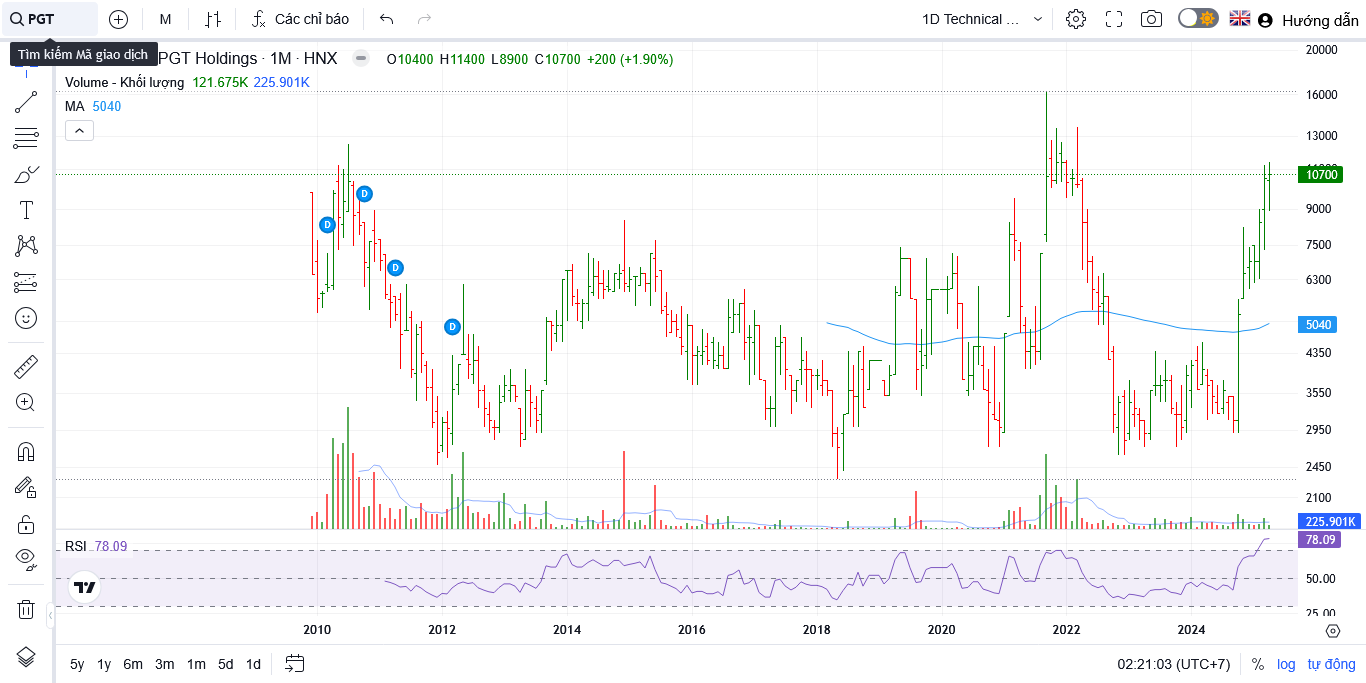 PGT
M
Các chỉ báo
1D Technical ...
Hướng dẫn
Tìm kiếm Mã giao dịch
PGT Holdings · 1M · HNX
O10400 H11400 L8900 C10700 +200 (+1.90%)
Volume - Khối lượng 121.675K 225.901K
MA 5040
20000
16000
13000
10700
9000
7500
6300
5040
4350
3550
2950
2450
2100
225.901K
D
D
D
D
RSI 78.09
78.09
50.00
25.00
2010 2012 2014 2016 2018 2020 2022 2024
5y 1y 6m 3m 1m 5d 1d
02:21:03 (UTC+7) % log tự động